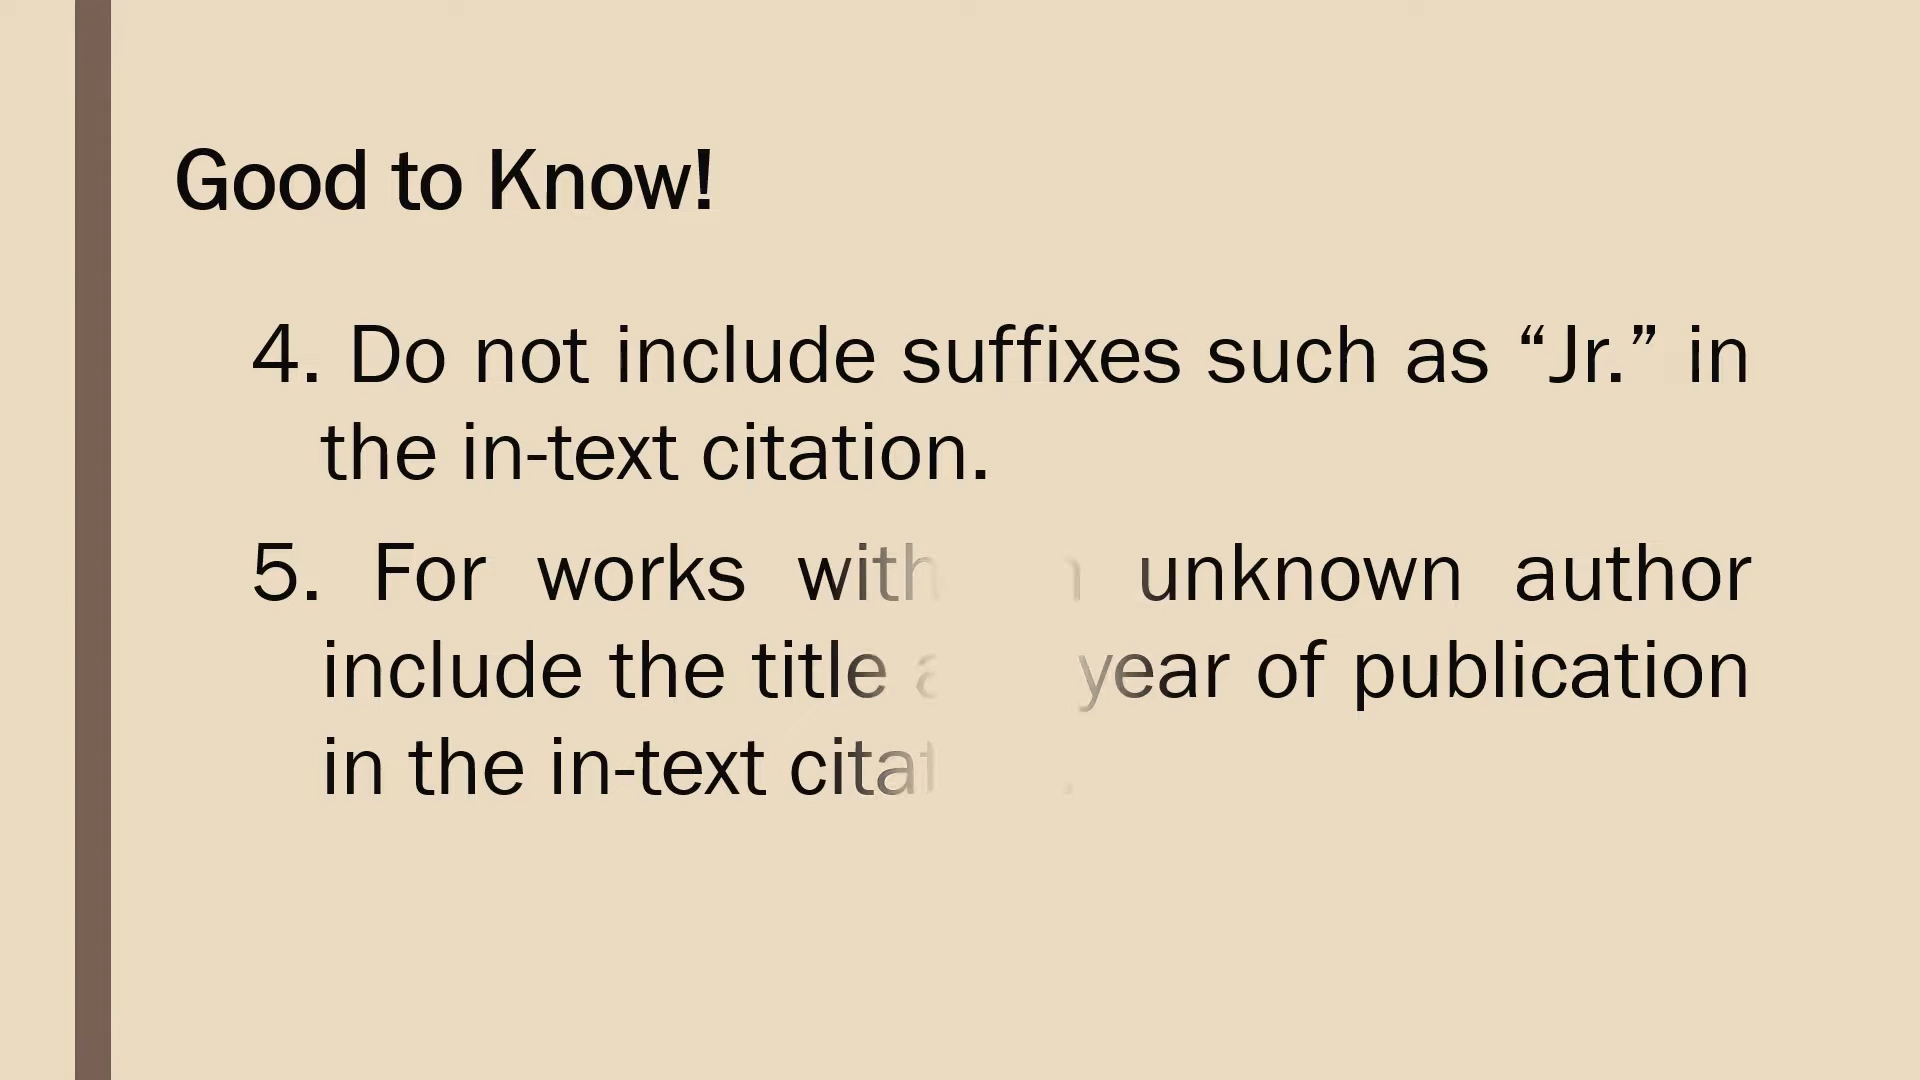 Good to Know!
4. Do not include suffixes such as “Jr.” in
the in-text citation.
5. For works with unknown author
include the title year of publication
in the in-text